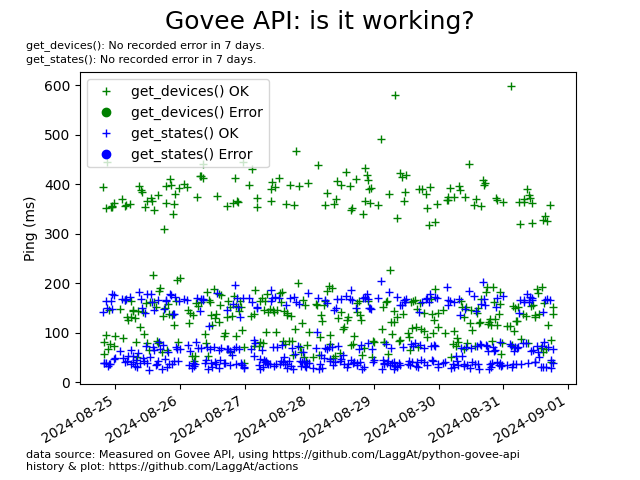 Govee API: is it working?
get_devices(): No recorded error in 7 days.
get_states(): No recorded error in 7 days.
600
500
400
300
200
100
0
Ping (ms)
get_devices() OK
get_devices() Error
get_states() OK
get_states() Error
2024-08-25
2024-08-26
2024-08-27
2024-08-28
2024-08-29
2024-08-30
2024-08-31
2024-09-01
data source: Measured on Govee API, using https://github.com/LaggAt/python-govee-api
history & plot: https://github.com/LaggAt/actions